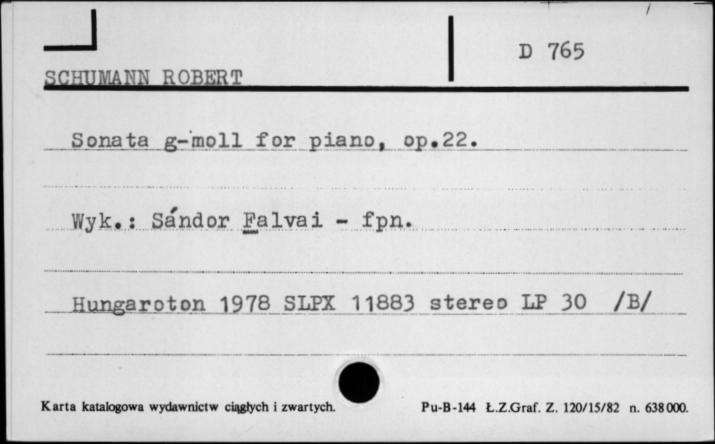 D 765
SCHUMANN ROBERT
Sonata g-moll for piano, op.22.
Wyk.: Sándor Falvai - fpn.
Hungaroton 1978 SLPX 11883 stereo LP 30 /B/
Karta katalogowa wydawnictw ciągłych i zwartych. Pu-B-144 Ł.Z.Graf. Z. 120/15/82 n. 638000.